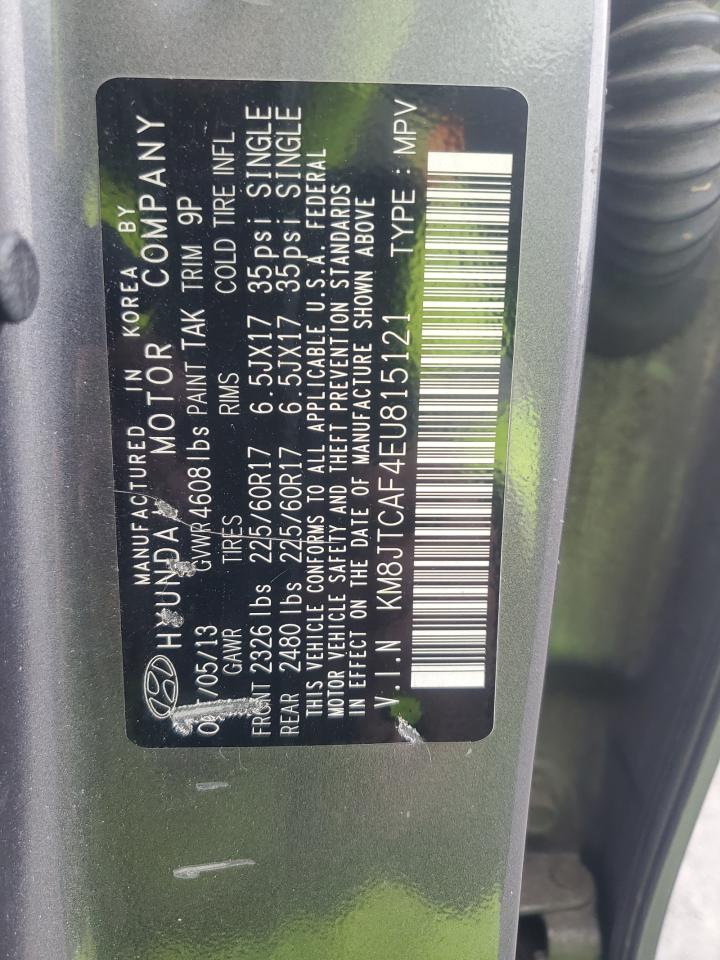 MANUFACTURED IN KOREA BY
HYUNDAI MOTOR COMPANY
/05/13 GVWR 4608 lbs PAINT TAK TRIM 9P
GAWR TIRES RIMS COLD TIRE INFL
FRONT 2326 lbs 225/60R17 6.5JX17 35psi SINGLE
REAR 2480 lbs 225/60R17 6.5JX17 35psi SINGLE
THIS VEHICLE CONFORMS TO ALL APPLICABLE U.S.A. FEDERAL
MOTOR VEHICLE SAFETY AND THEFT PREVENTION STANDARDS
IN EFFECT ON THE DATE OF MANUFACTURE SHOWN ABOVE
V.I.N KM8JTCAF4EU815121 TYPE : MPV